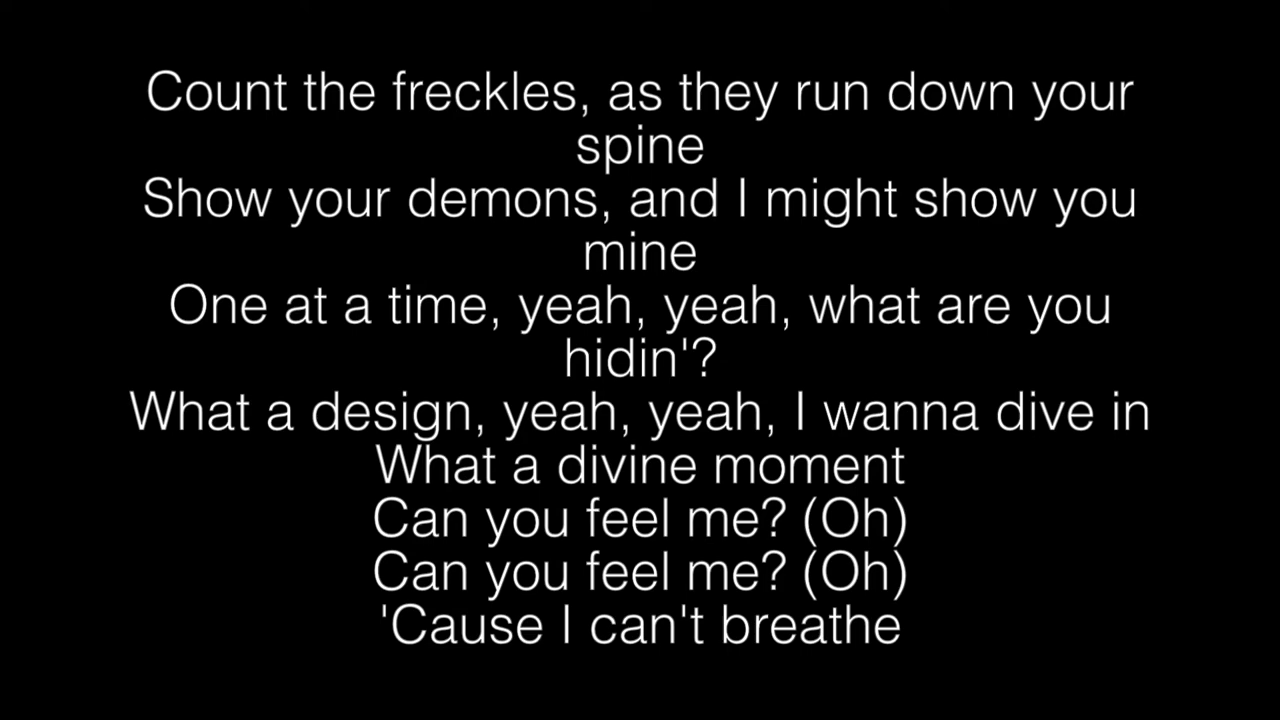 Count the freckles, as they run down your
spine
Show your demons, and I might show you
mine
One at a time, yeah, yeah, what are you
hidin'?
What a design, yeah, yeah, I wanna dive in
What a divine moment
Can you feel me? (Oh)
Can you feel me? (Oh)
'Cause I can't breathe